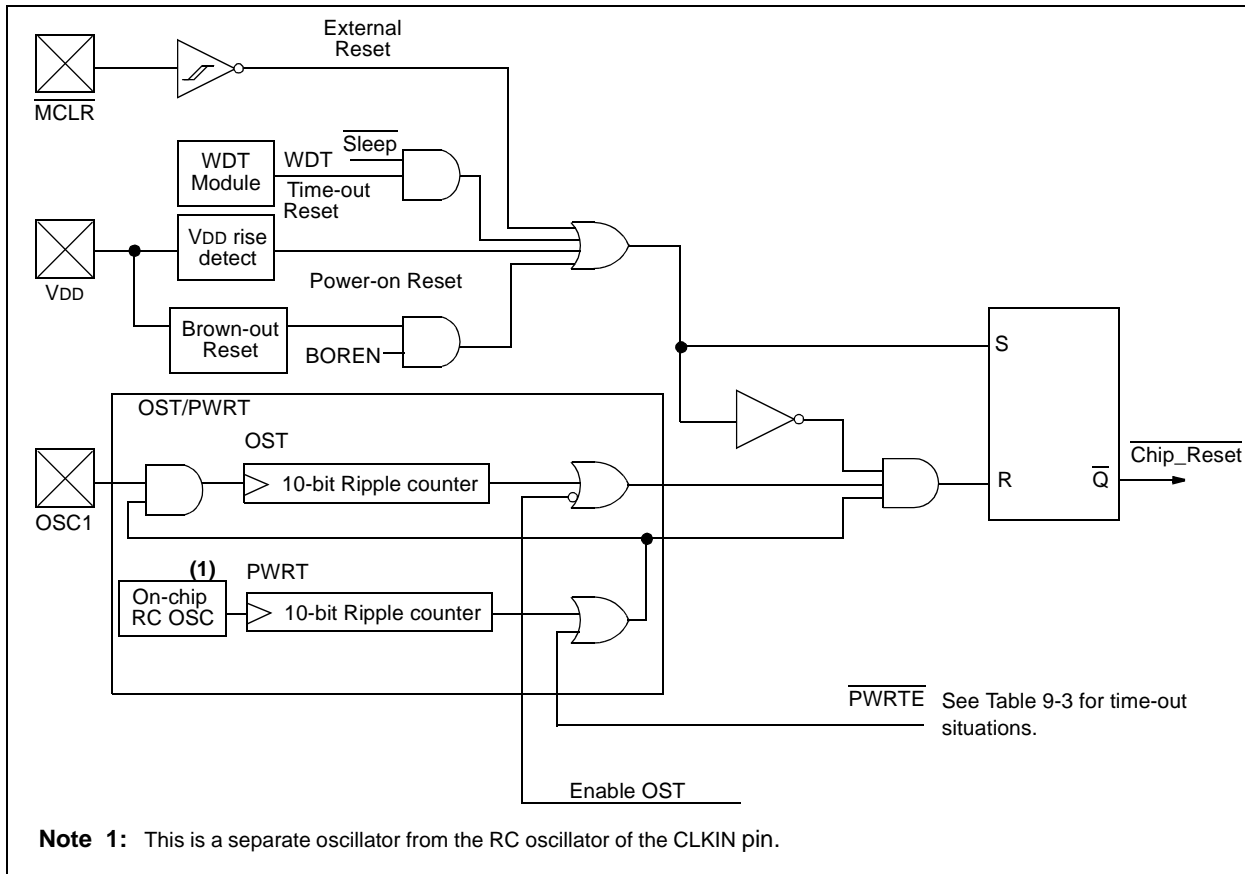 External
Reset
MCLR
Sleep
WDT
Module
WDT
Time-out
Reset
VDD rise
detect
VDD
Power-on Reset
Brown-out
Reset
BOREN
S
OST/PWRT
OST
10-bit Ripple counter
OSC1
Chip_Reset
R
Q
(1)
PWRT
On-chip
RC OSC
10-bit Ripple counter
PWRTE
See Table 9-3 for time-out
situations.
Enable OST
Note 1: This is a separate oscillator from the RC oscillator of the CLKIN pin.